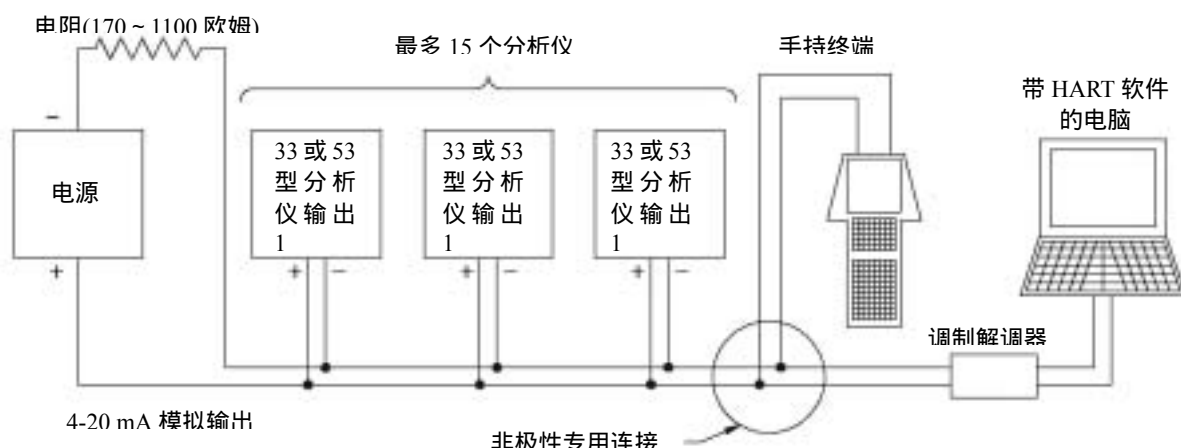 电阻(170 ~ 1100 欧姆)
最多 15 个分析仪
手持终端
带 HART 软件
的电脑
−
电源
+
33 或 53
型 分 析
仪 输 出
1
+ −
33 或 53
型 分 析
仪 输 出
1
+ −
33 或 53
型 分 析
仪 输 出
1
+ −
调制解调器
4-20 mA 模拟输出
非极性专用连接